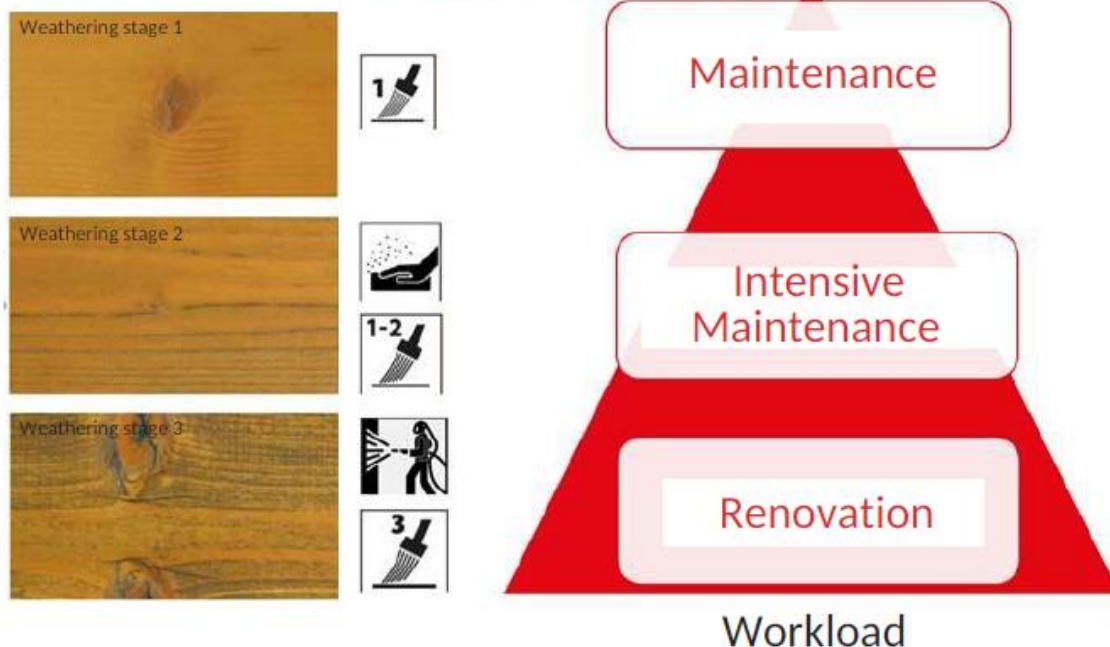 Weathering stage 1
1
Maintenance
Weathering stage 2
1-2
Intensive
Maintenance
Weathering stage 3
3
Renovation
Workload